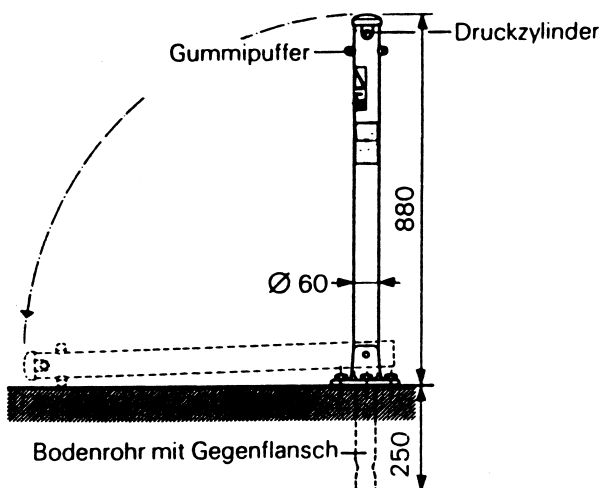 Druckzylinder
Gummipuffer
880
Ø 60
Bodenrohr mit Gegenflansch
250